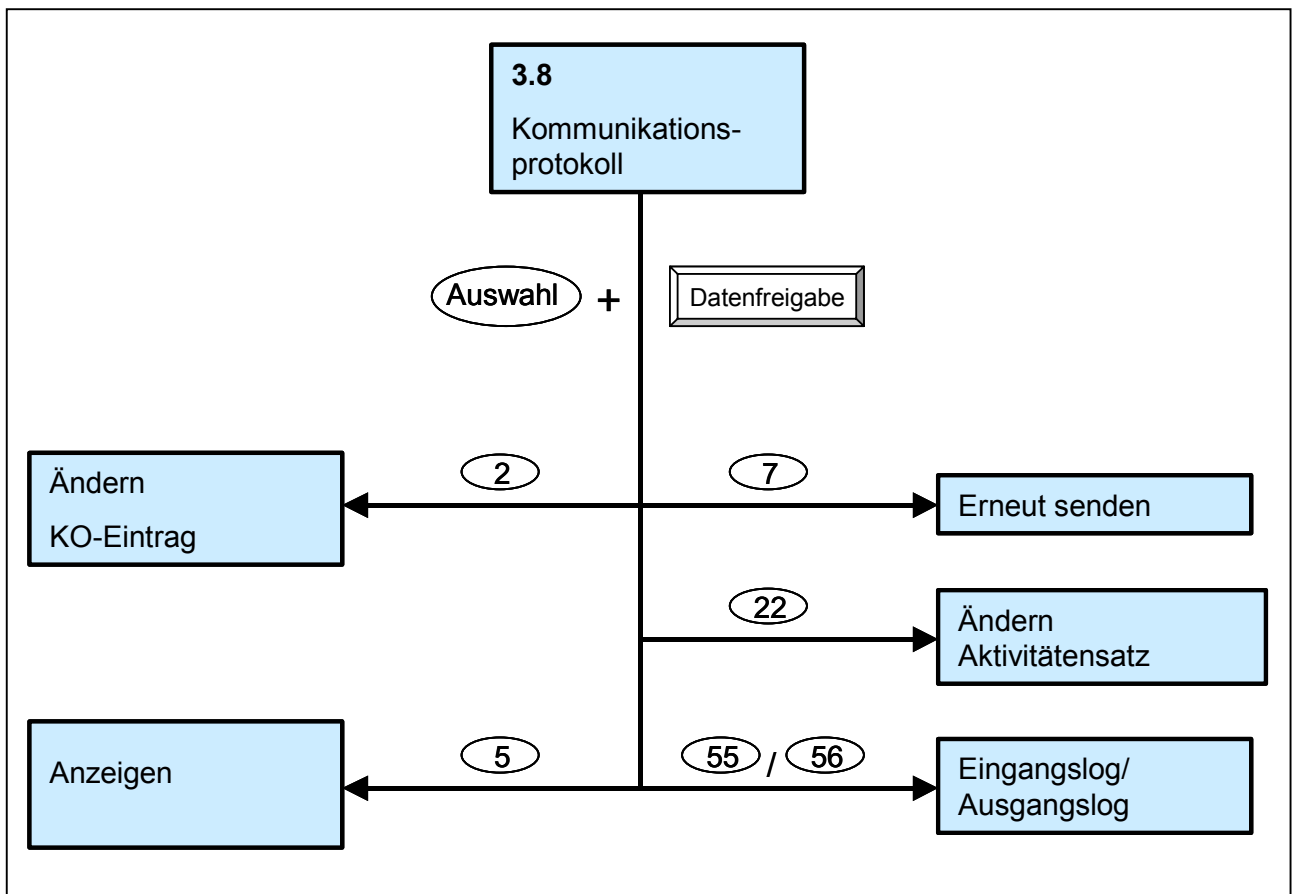 3.8
Kommunikations-
protokoll
Auswahl + Datenfreigabe
2
7
Ändern
KO-Eintrag
Erneut senden
22
Ändern
Aktivitätensatz
5
55 / 56
Anzeigen
Eingangslog/
Ausgangslog